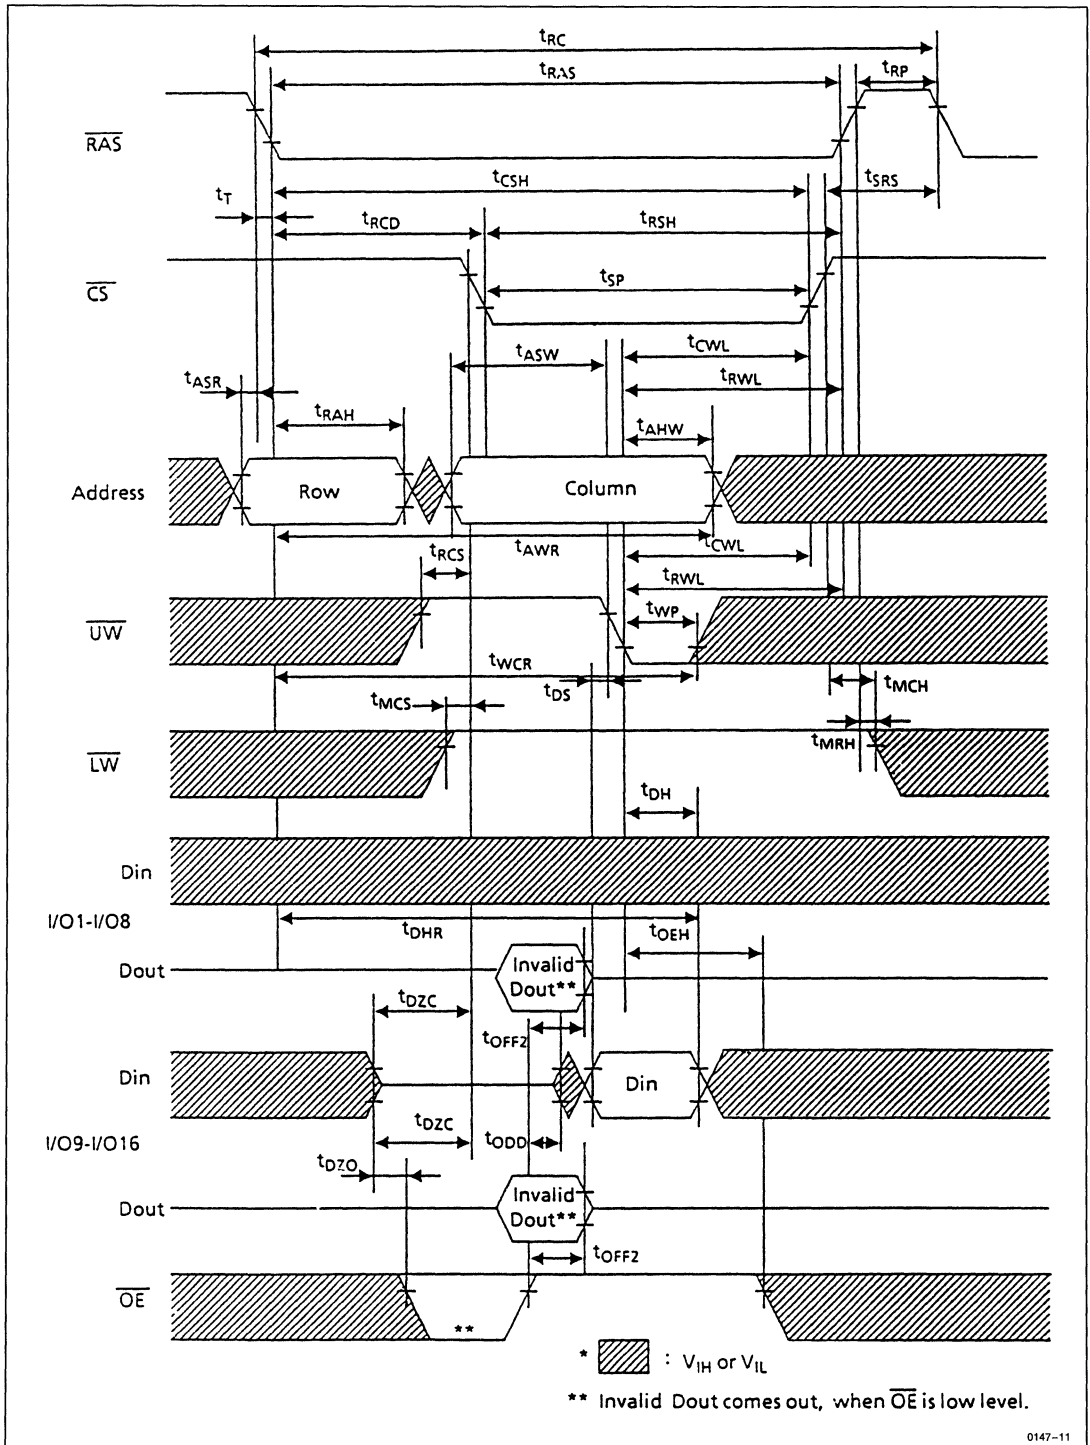 tRC
tRAS
tRP
RAS
tCSH
tSRS
tT
tRCD
tRSH
CS
tSP
tCWL
tASW
tRWL
tASR
tRAH
tAHW
Address
Row
Column
tCWL
tRCS
tAWR
tRWL
UW
tWP
tWCR
tDS
tMCH
tMCS
tMRH
LW
tDH
Din
I/O1-I/O8
tDHR
tOEH
Dout
Invalid
Dout**
tDZC
tOFF2
Din
Din
tDZC
tODD
I/O9-I/O16
tDZO
Dout
Invalid
Dout**
tOFF2
OE
**
* : VIH or VIL
** Invalid Dout comes out, when OE is low level.
0147-11